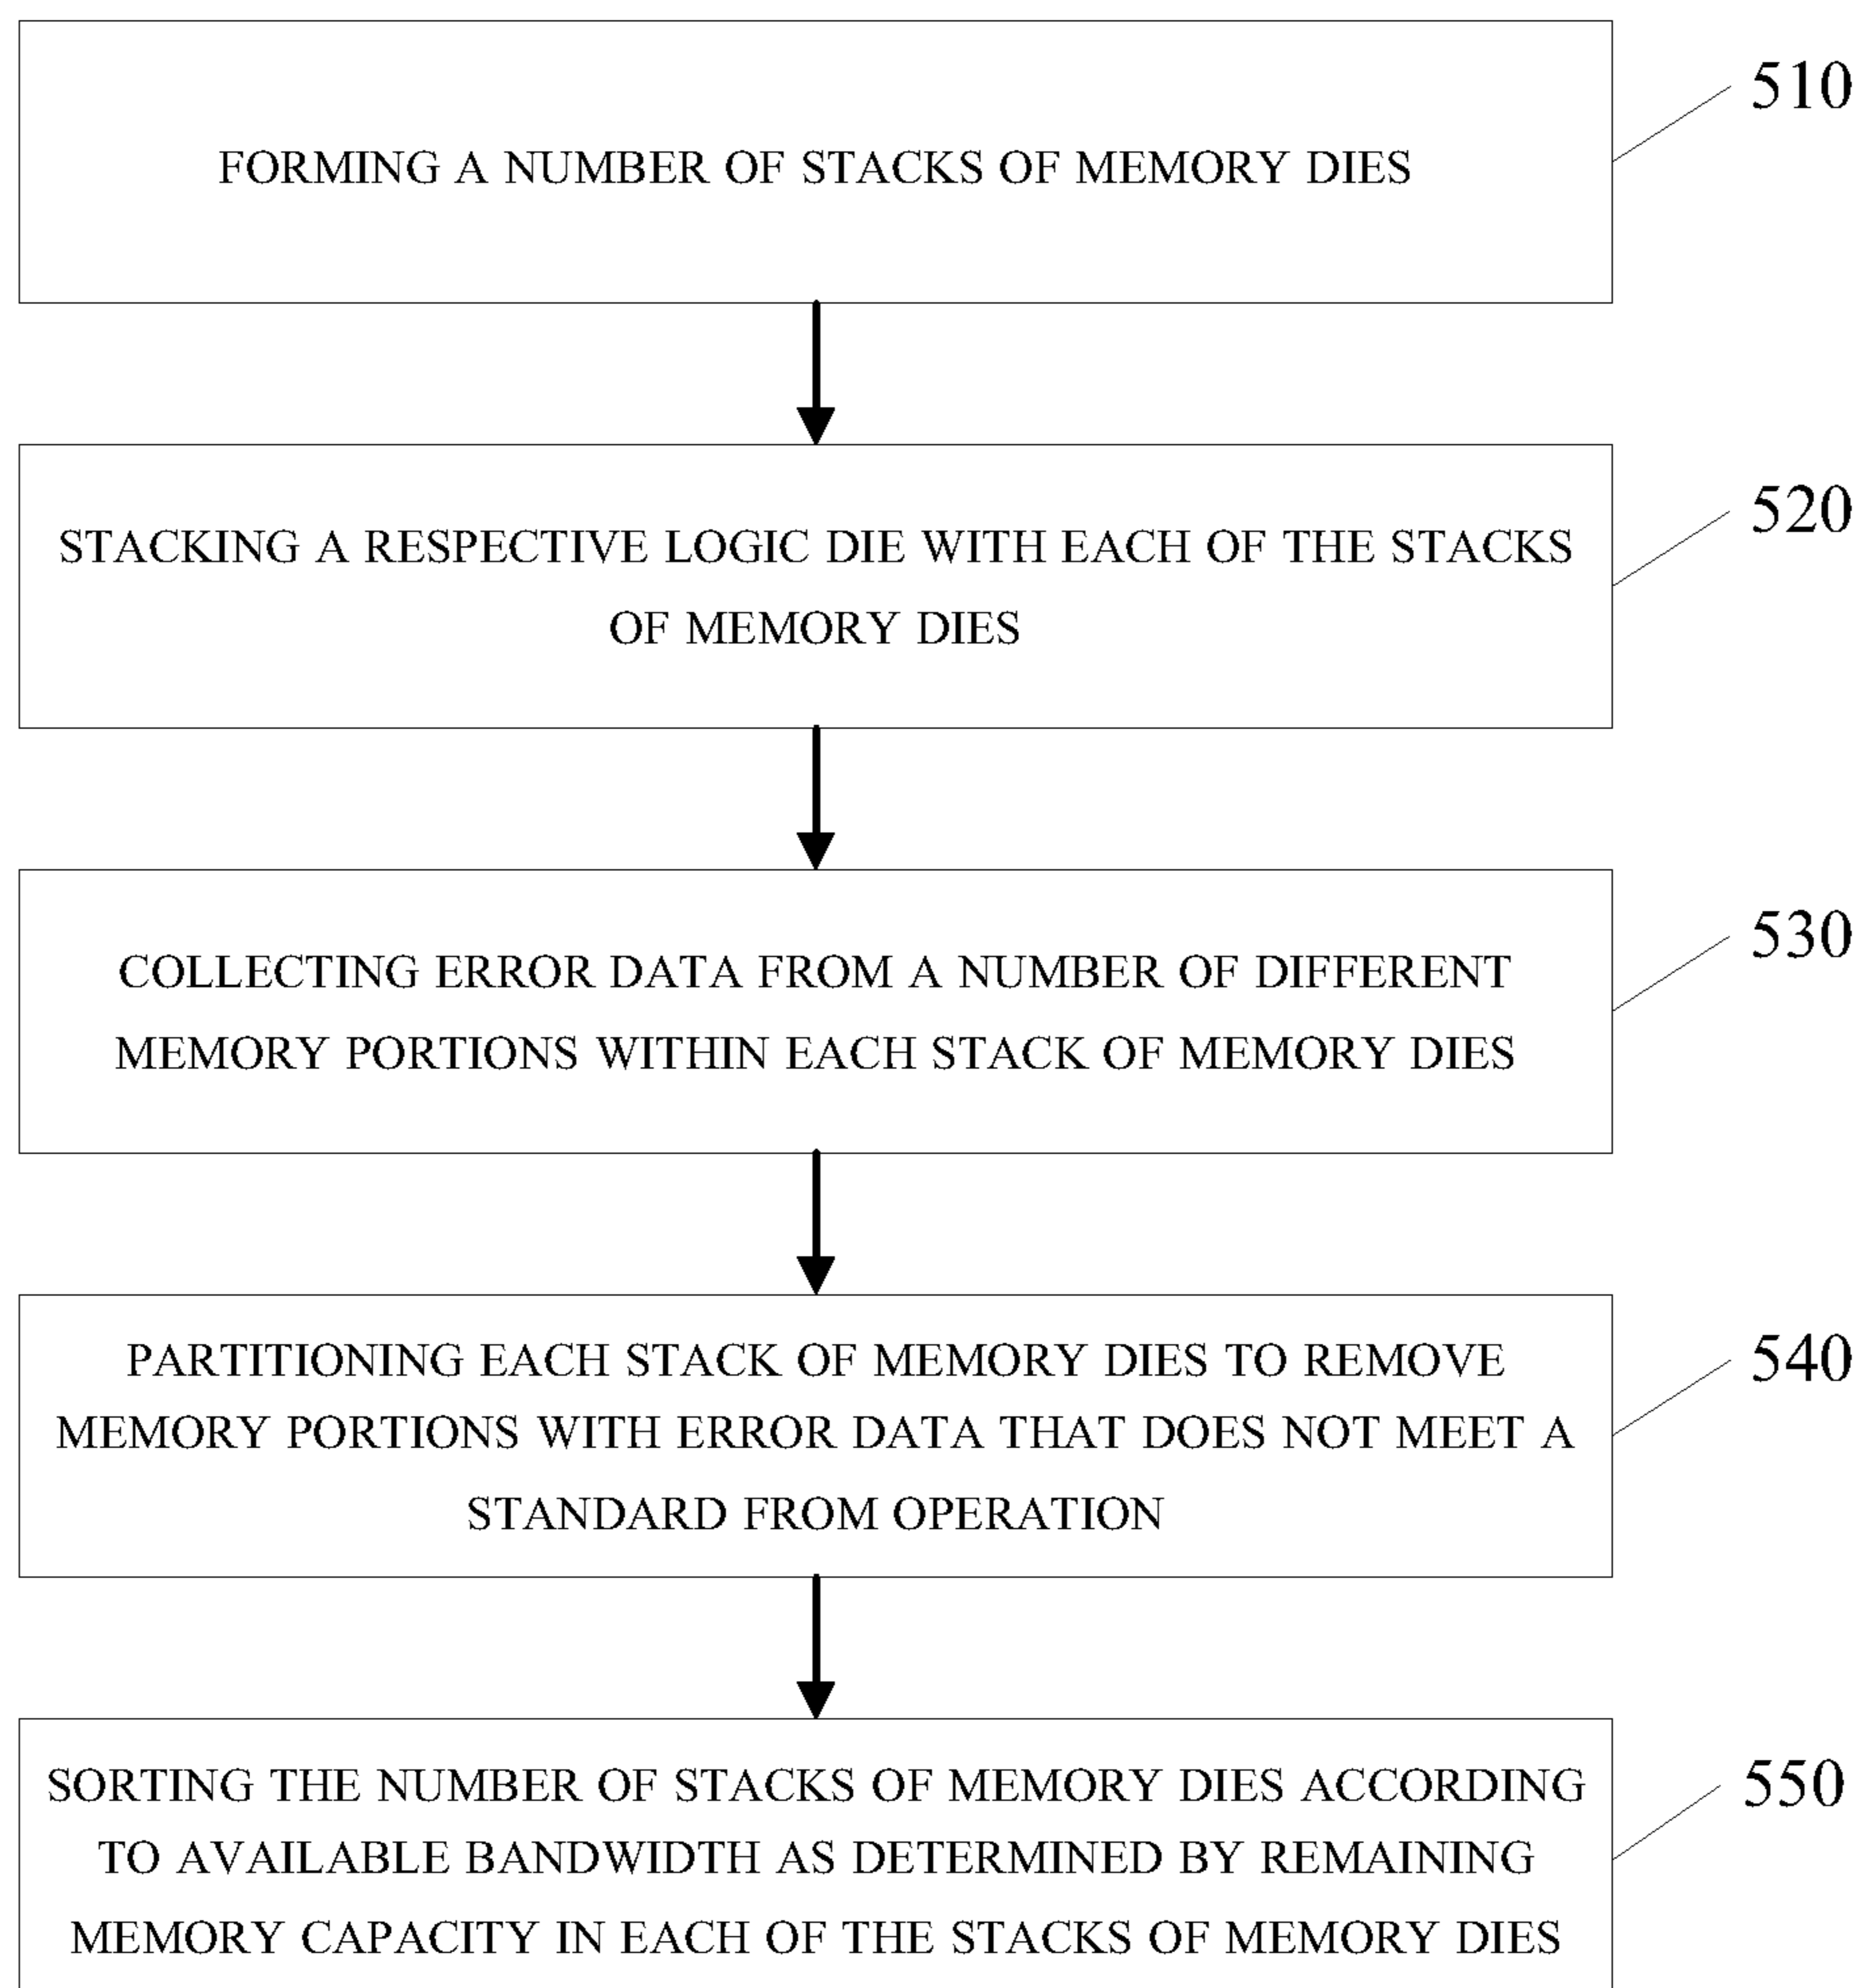 510
FORMING A NUMBER OF STACKS OF MEMORY DIES
520
STACKING A RESPECTIVE LOGIC DIE WITH EACH OF THE STACKS
OF MEMORY DIES
530
COLLECTING ERROR DATA FROM A NUMBER OF DIFFERENT
MEMORY PORTIONS WITHIN EACH STACK OF MEMORY DIES
540
PARTITIONING EACH STACK OF MEMORY DIES TO REMOVE
MEMORY PORTIONS WITH ERROR DATA THAT DOES NOT MEET A
STANDARD FROM OPERATION
550
SORTING THE NUMBER OF STACKS OF MEMORY DIES ACCORDING
TO AVAILABLE BANDWIDTH AS DETERMINED BY REMAINING
MEMORY CAPACITY IN EACH OF THE STACKS OF MEMORY DIES